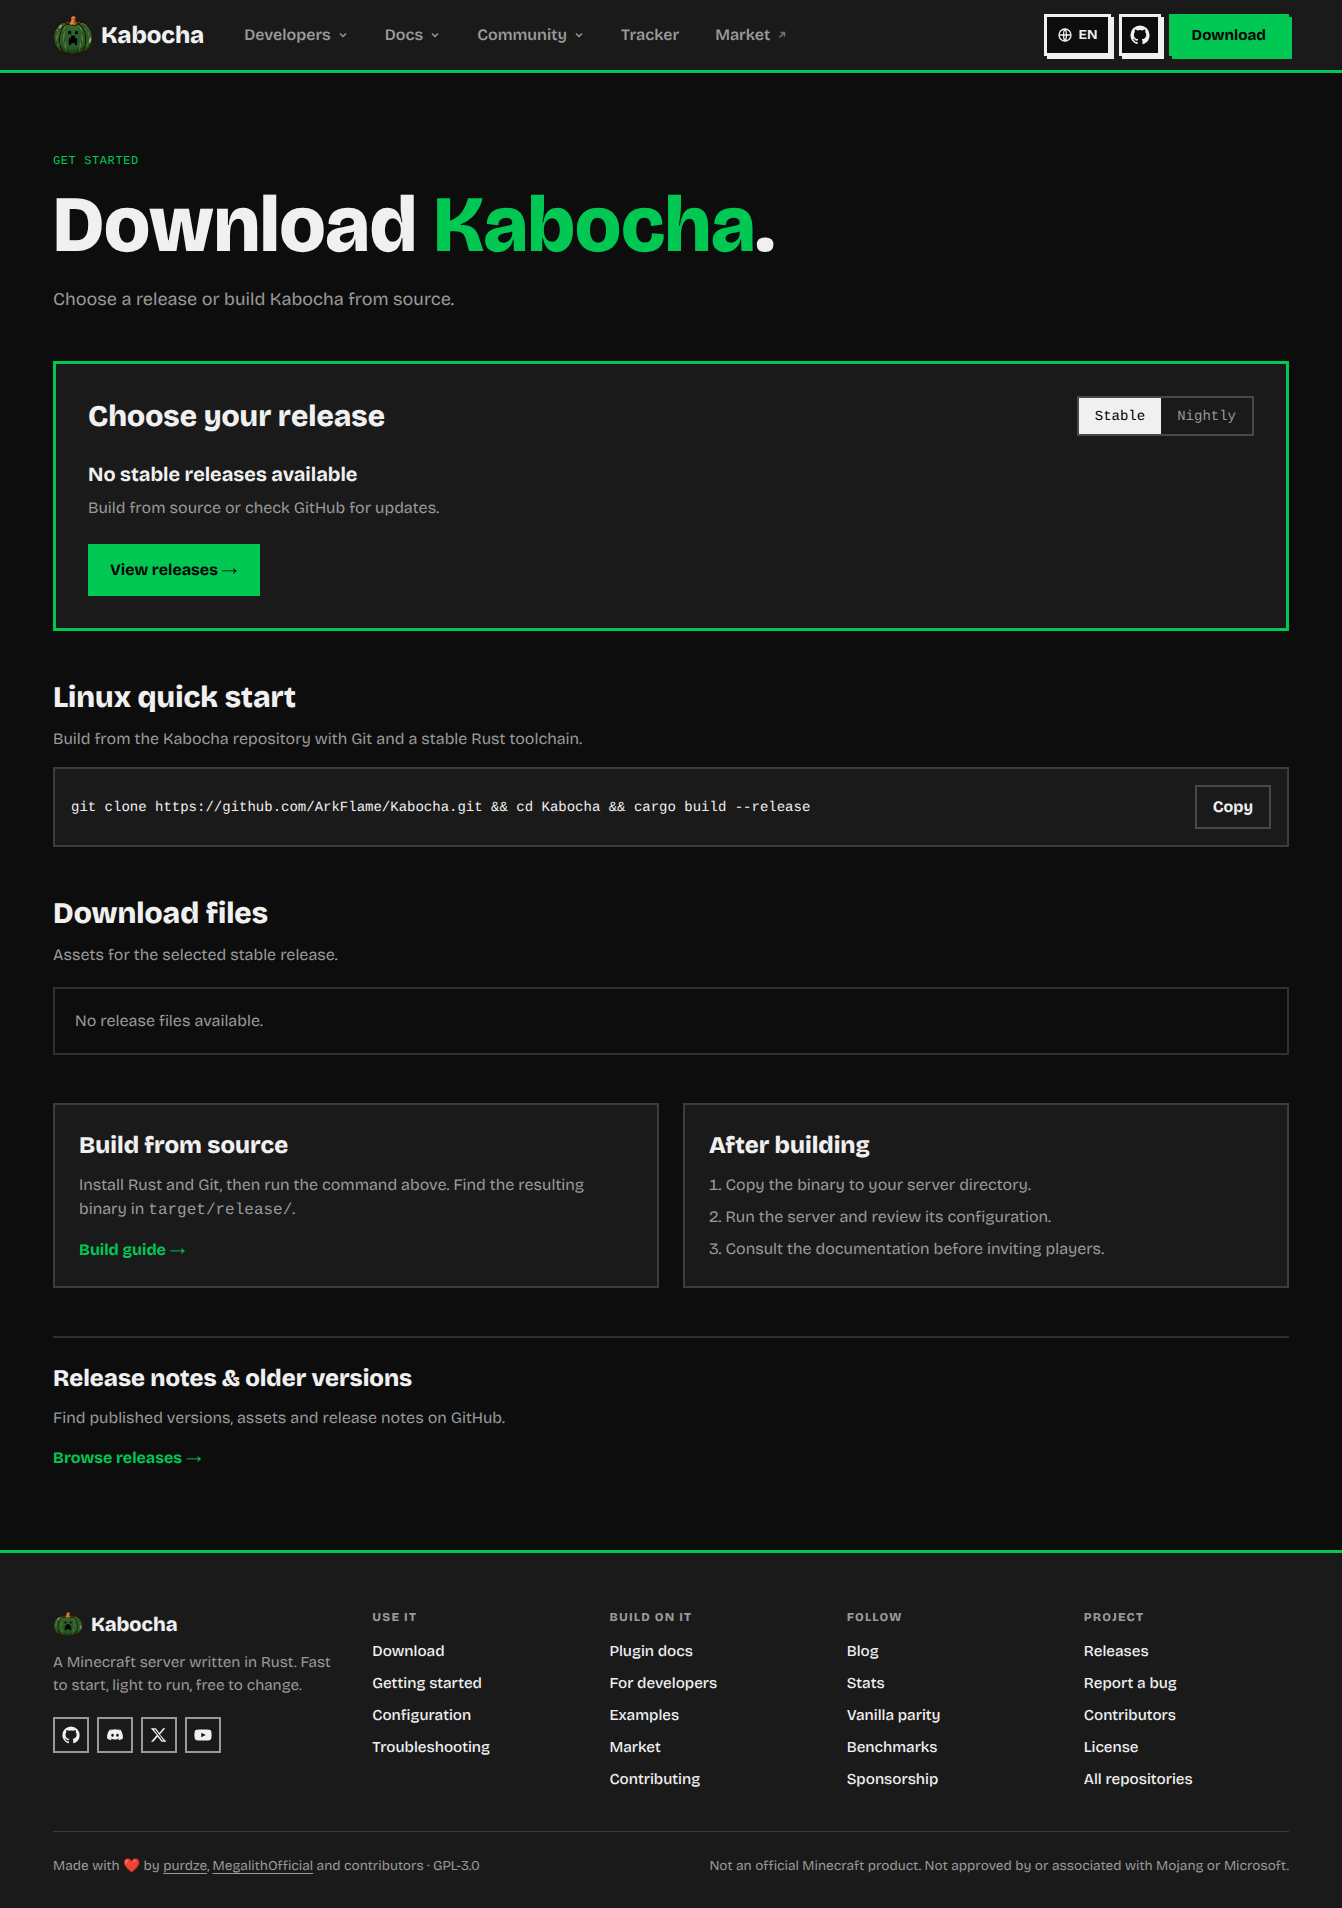 Kabocha
Developers
Docs
Community
Tracker
Market ↗
EN
Download
GET STARTED
Download Kabocha.
Choose a release or build Kabocha from source.
Choose your release
Stable
Nightly
No stable releases available
Build from source or check GitHub for updates.
View releases →
Linux quick start
Build from the Kabocha repository with Git and a stable Rust toolchain.
git clone https://github.com/ArkFlame/Kabocha.git && cd Kabocha && cargo build --release
Copy
Download files
Assets for the selected stable release.
No release files available.
Build from source
Install Rust and Git, then run the command above. Find the resulting
binary in target/release/.
Build guide →
After building
1. Copy the binary to your server directory.
2. Run the server and review its configuration.
3. Consult the documentation before inviting players.
Release notes & older versions
Find published versions, assets and release notes on GitHub.
Browse releases →
Kabocha
A Minecraft server written in Rust. Fast
to start, light to run, free to change.
USE IT
Download
Getting started
Configuration
Troubleshooting
BUILD ON IT
Plugin docs
For developers
Examples
Market
Contributing
FOLLOW
Blog
Stats
Vanilla parity
Benchmarks
Sponsorship
PROJECT
Releases
Report a bug
Contributors
License
All repositories
Made with ❤️ by purdze, MegalithOfficial and contributors · GPL-3.0
Not an official Minecraft product. Not approved by or associated with Mojang or Microsoft.